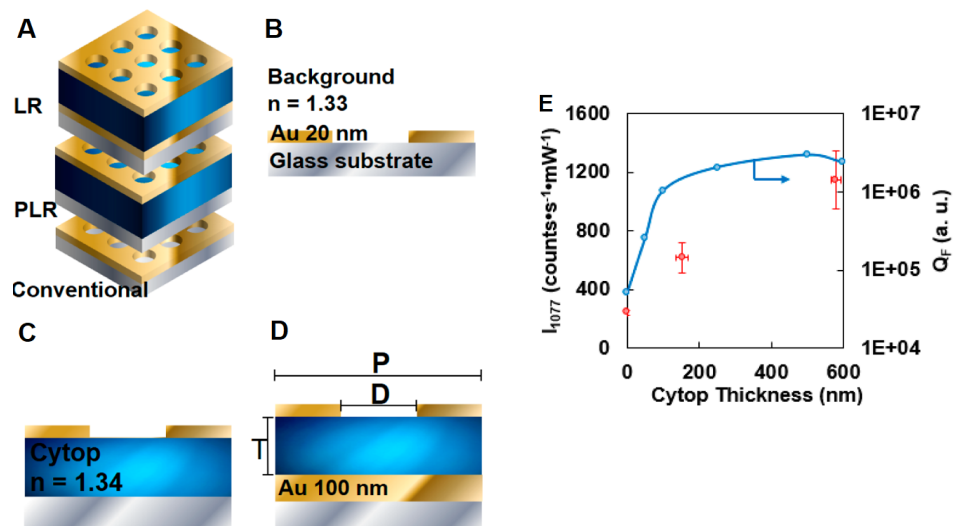 A
LR
PLR
Conventional
B
Background
n = 1.33
Au 20 nm
Glass substrate
C
Cytop
n = 1.34
D
P
D
T
Au 100 nm
E
1600
1200
800
400
0
I1077 (counts•s-1•mW-1)
1E+07
1E+06
1E+05
1E+04
QF (a. u.)
0 200 400 600
Cytop Thickness (nm)